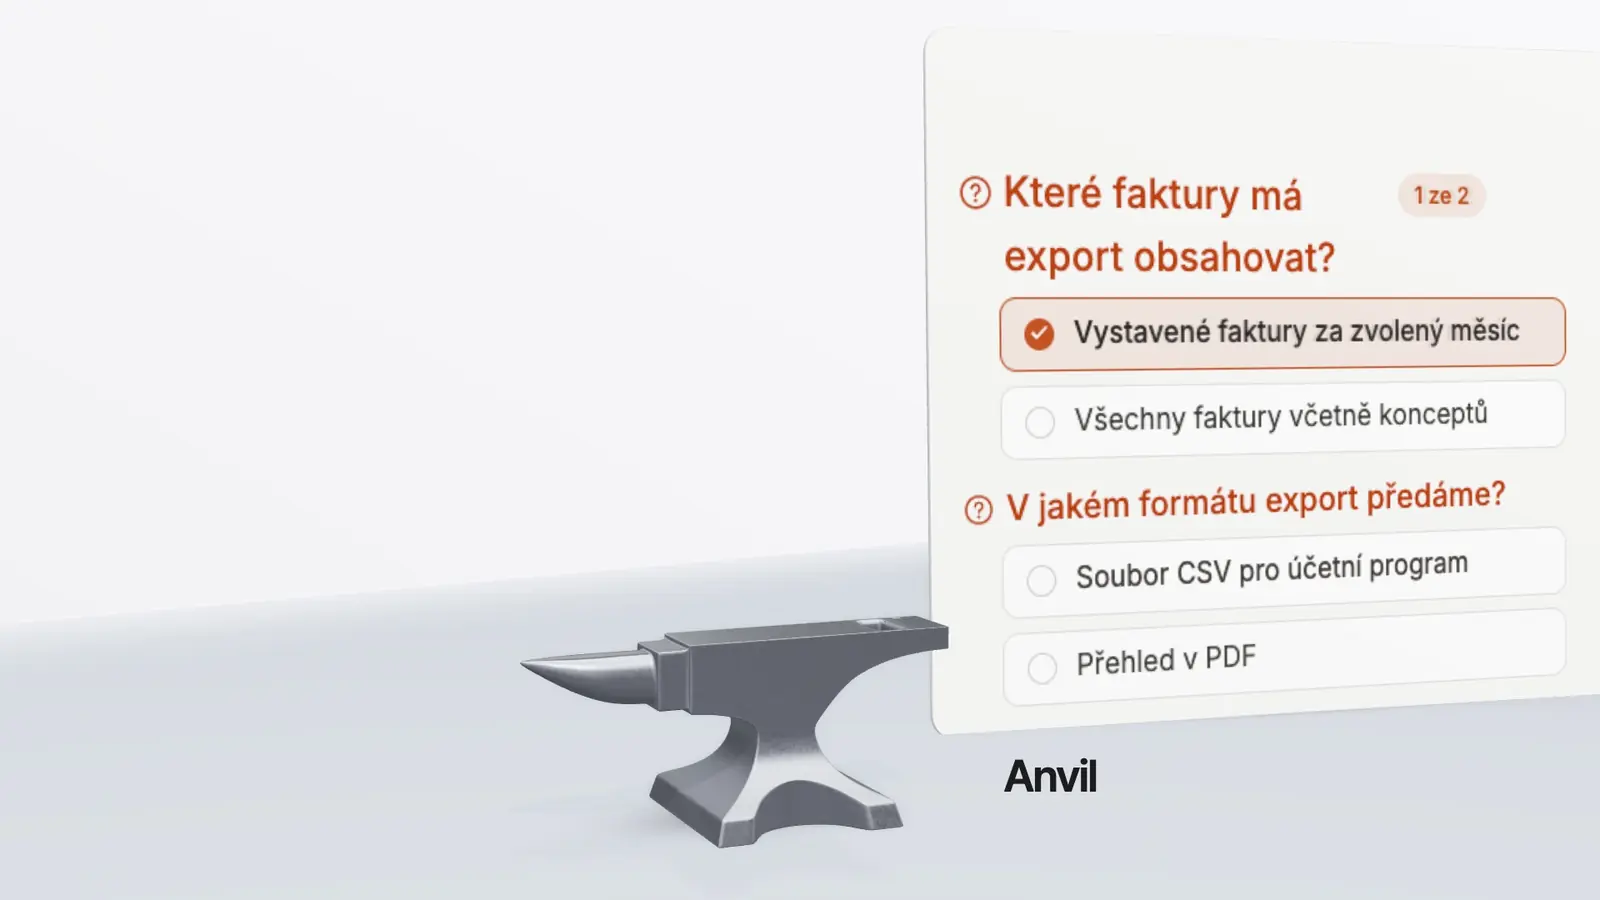 Které faktury má
1 ze 2
export obsahovat?
Vystavené faktury za zvolený měsíc
Všechny faktury včetně konceptů
V jakém formátu export předáme?
Soubor CSV pro účetní program
Přehled v PDF
Anvil